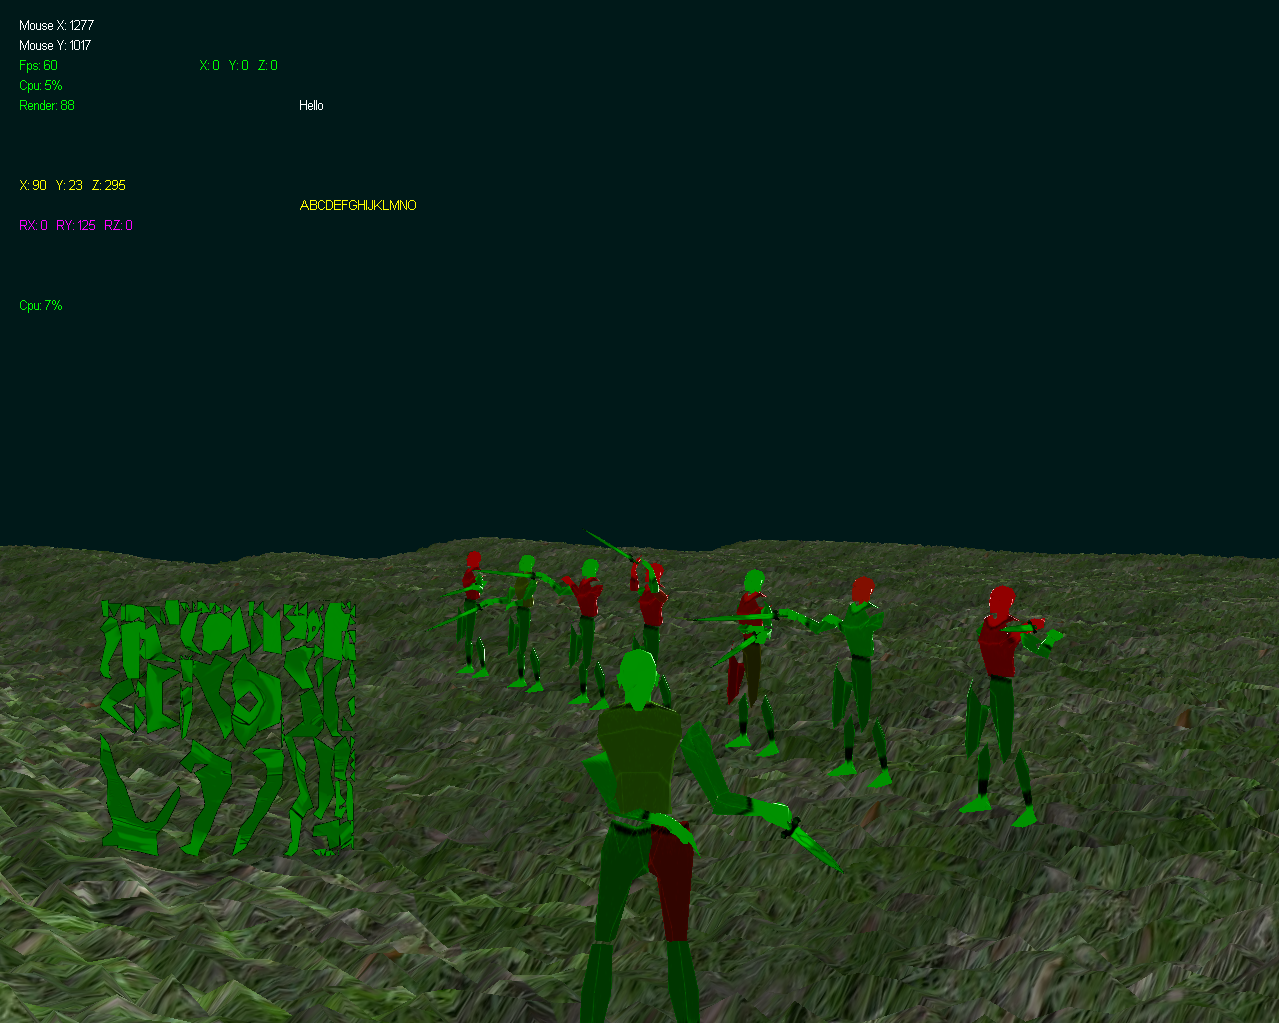 Mouse X: 1277
Mouse Y: 1017
Fps: 60 X: 0 Y: 0 Z: 0
Cpu: 5%
Render: 88 Hello
X: 90 Y: 23 Z: 295
ABCDEFGHIJKLMNO
RX: 0 RY: 125 RZ: 0
Cpu: 7%